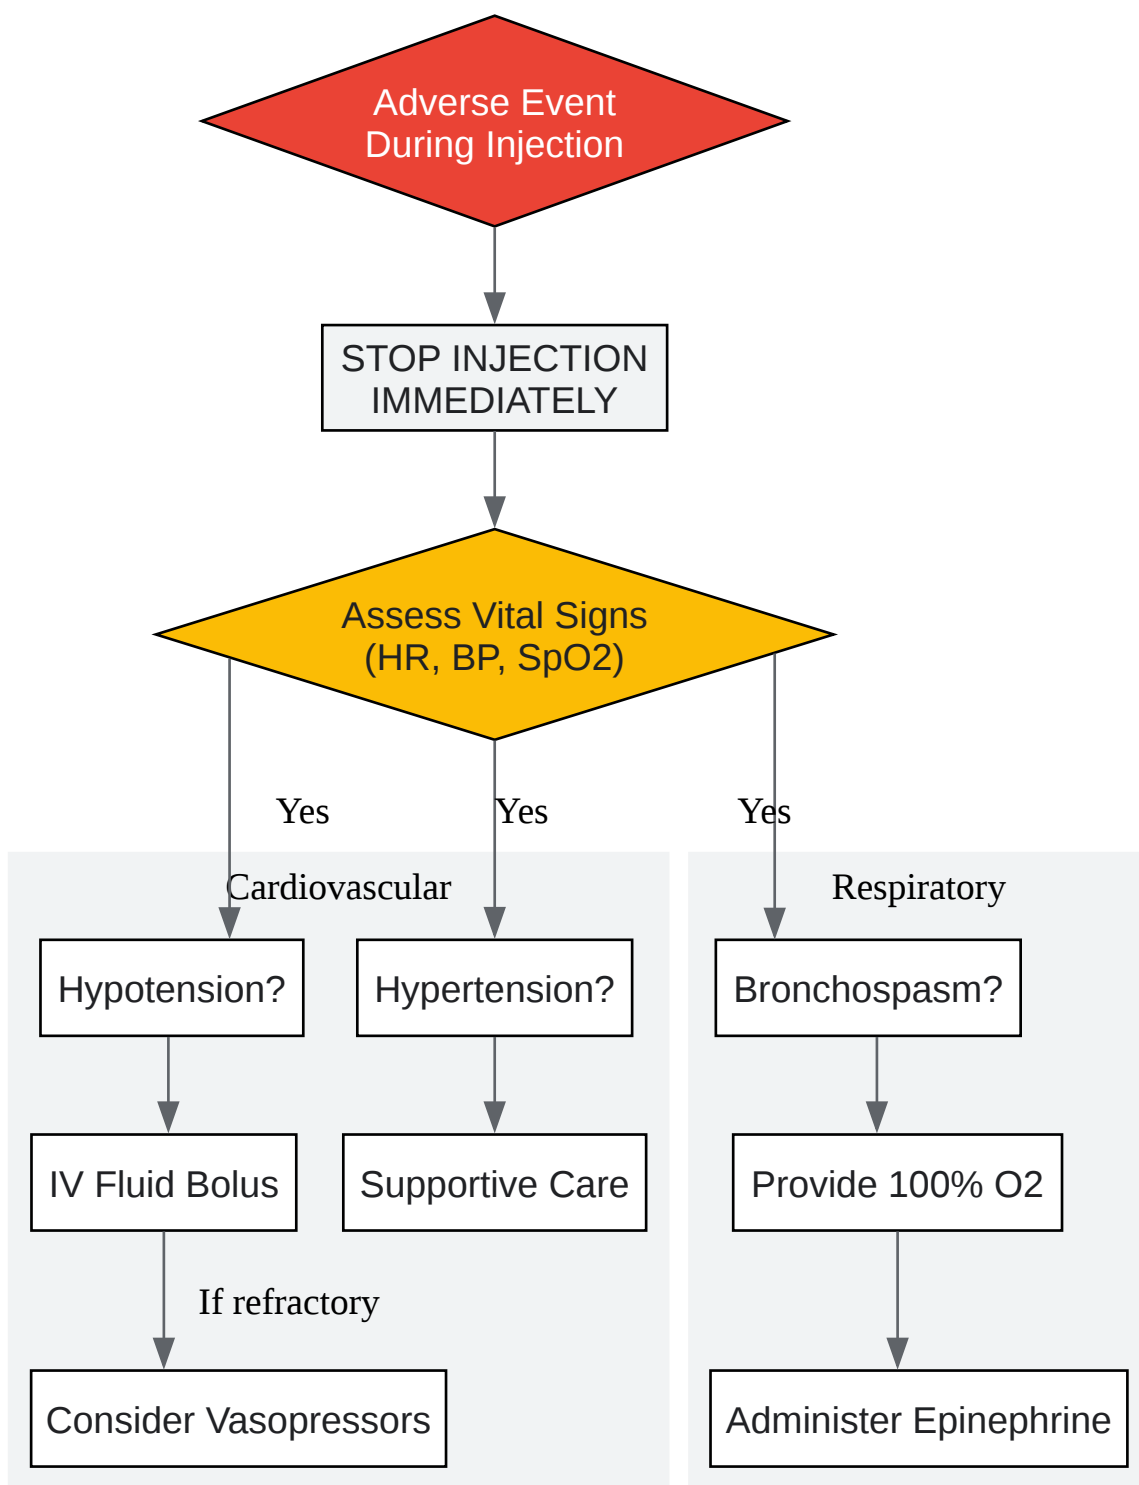 Adverse Event
During Injection
STOP INJECTION
IMMEDIATELY
Assess Vital Signs
(HR, BP, SpO2)
Yes
Yes
Yes
Cardiovascular
Respiratory
Hypotension?
Hypertension?
Bronchospasm?
IV Fluid Bolus
Supportive Care
Provide 100% O2
If refractory
Consider Vasopressors
Administer Epinephrine